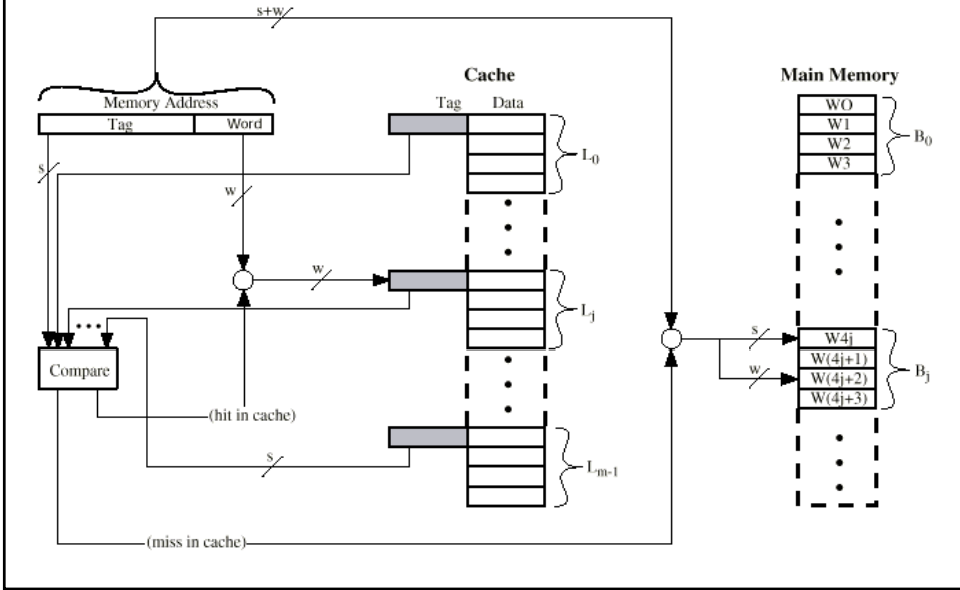 s+w
Cache
Main Memory
Memory Address
Tag Data
Tag Word
WO
W1
W2
W3
B0
L0
s
w
w
Lj
Compare
(hit in cache)
s
w
W4j
W(4j+1)
W(4j+2)
W(4j+3)
Bj
s
Lm-1
(miss in cache)